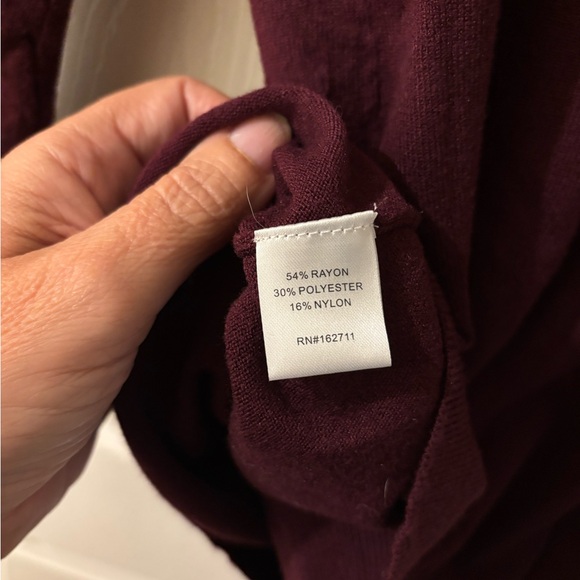 54% RAYON
30% POLYESTER
16% NYLON
RN#162711